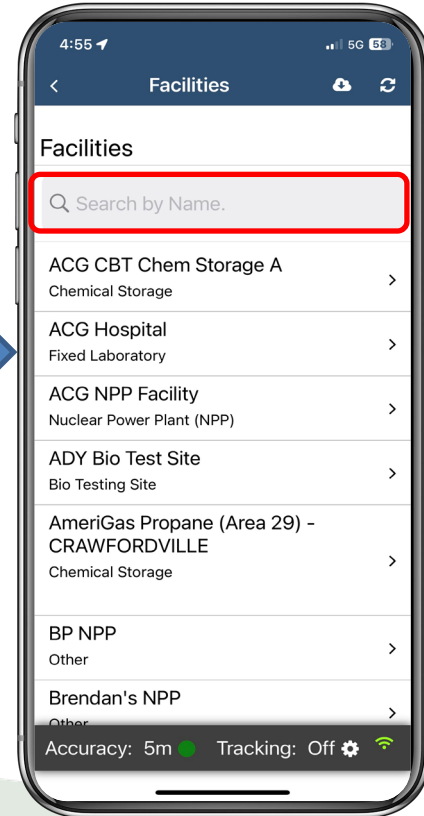 4:55 5G 58
Facilities
Facilities
Search by Name.
ACG CBT Chem Storage A
Chemical Storage
ACG Hospital
Fixed Laboratory
ACG NPP Facility
Nuclear Power Plant (NPP)
ADY Bio Test Site
Bio Testing Site
AmeriGas Propane (Area 29) -
CRAWFORDVILLE
Chemical Storage
BP NPP
Other
Brendan's NPP
Other
Accuracy: 5m Tracking: Off